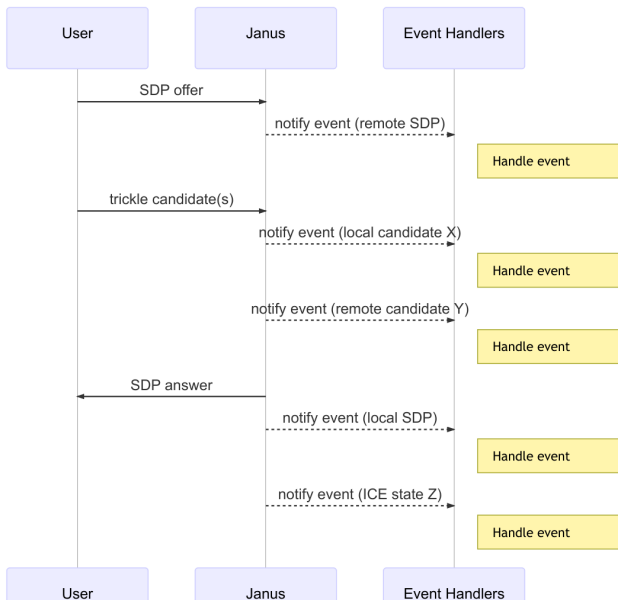 User
Janus
Event Handlers
SDP offer
notify event (remote SDP)
Handle event
trickle candidate(s)
notify event (local candidate X)
Handle event
notify event (remote candidate Y)
Handle event
SDP answer
notify event (local SDP)
Handle event
notify event (ICE state Z)
Handle event
User
Janus
Event Handlers